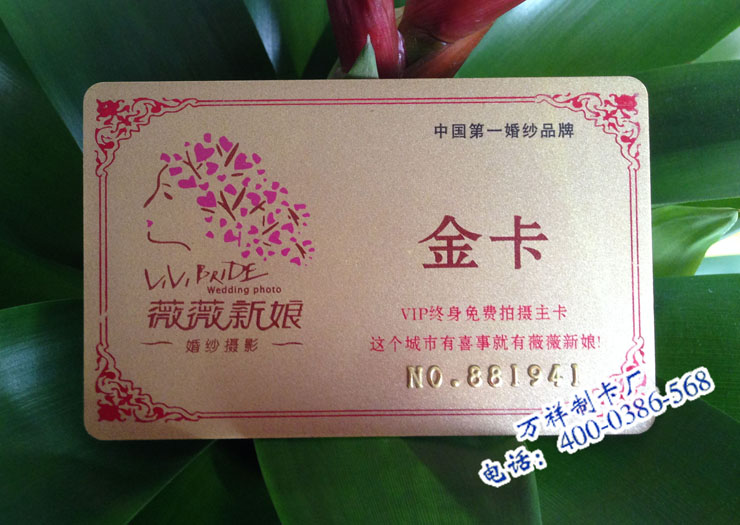 中国第一婚纱品牌
ViVi BRiDE
Wedding photo
薇薇新娘
婚纱摄影
金卡
VIP终身免费拍摄主卡
这个城市有喜事就有薇薇新娘!
NO.881941
万祥制卡厂
电话：400-0386-568